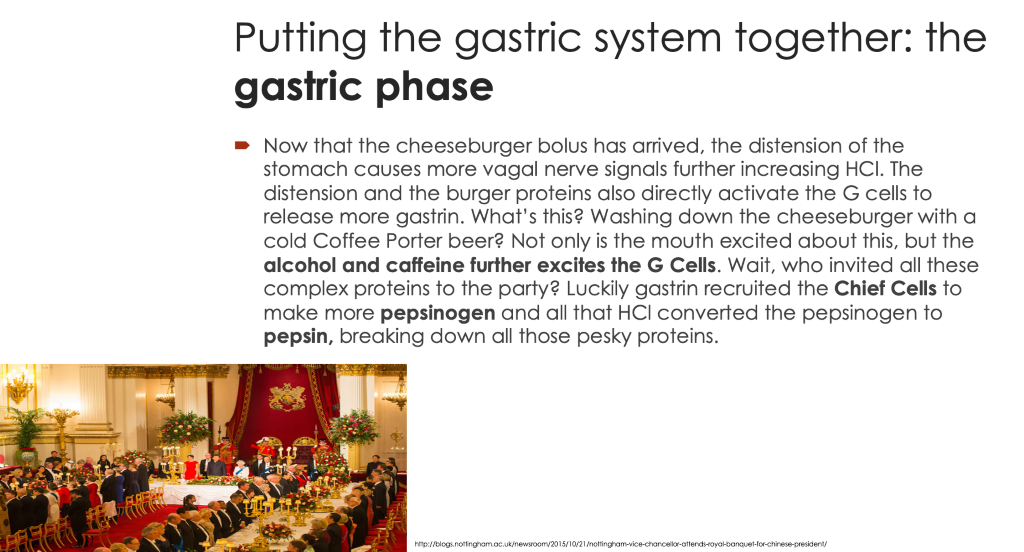 Putting the gastric system together: the
gastric phase
Now that the cheeseburger bolus has arrived, the distension of the
stomach causes more vagal nerve signals further increasing HCl. The
distension and the burger proteins also directly activate the G cells to
release more gastrin. What's this? Washing down the cheeseburger with a
cold Coffee Porter beer? Not only is the mouth excited about this, but the
alcohol and caffeine further excites the G Cells. Wait, who invited all these
complex proteins to the party? Luckily gastrin recruited the Chief Cells to
make more pepsinogen and all that HCl converted the pepsinogen to
pepsin, breaking down all those pesky proteins.
http://blogs.nottingham.ac.uk/newsroom/2015/10/21/nottingham-vice-chancellor-attends-royal-banquet-for-chinese-president/